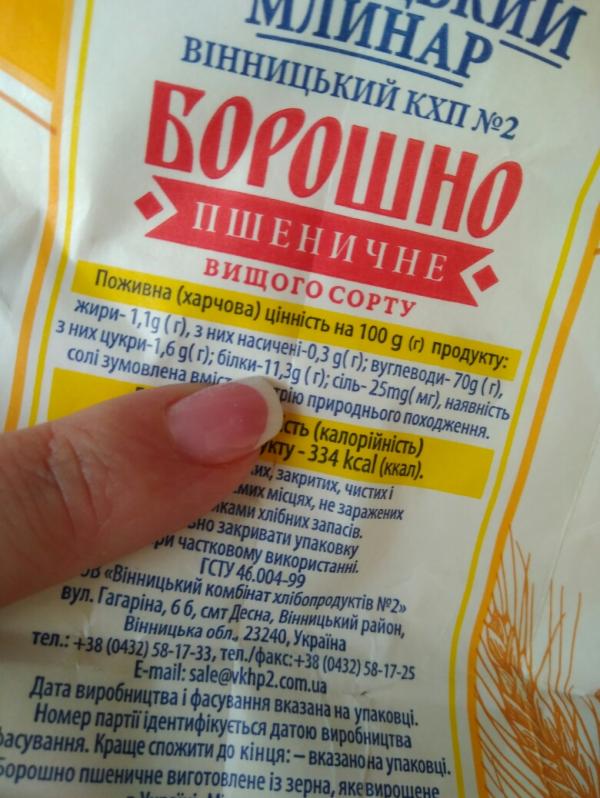 МЛИНАР
ВІННИЦЬКИЙ КХП №2
БОРОШНО
ПШЕНИЧНЕ
ВИЩОГО СОРТУ
Поживна (харчова) цінність на 100 g (г) продукту:
жири- 1,1g (г), з них насичені-0,3 g(г); вуглеводи- 70g (г),
з них цукри-1,6 g(г); білки-11,3g (г); сіль- 25mg( мг), наявність
солі зумовлена природнього походження.
(калорійність)
- 334 kcal (ккал).
закритих, чистих і
місцях, не заражених
хлібних запасів.
закривати упаковку
частковому використанні.
ГСТУ 46.004-99
«Вінницький комбінат хлібопродуктів №2»
вул. Гагаріна, 6 б, смт Десна, Вінницький район,
Вінницька обл., 23240, Україна
тел.: +38 (0432) 58-17-33, тел./факс:+38 (0432) 58-17-25
E-mail: sale@vkhp2.com.ua
Дата виробництва і фасування вказана на упаковці.
Номер партії ідентифікується датою виробництва
фасування. Краще спожити до кінця: – вказано на упаковці.
Борошно пшеничне виготовлене із зерна, яке вирощене